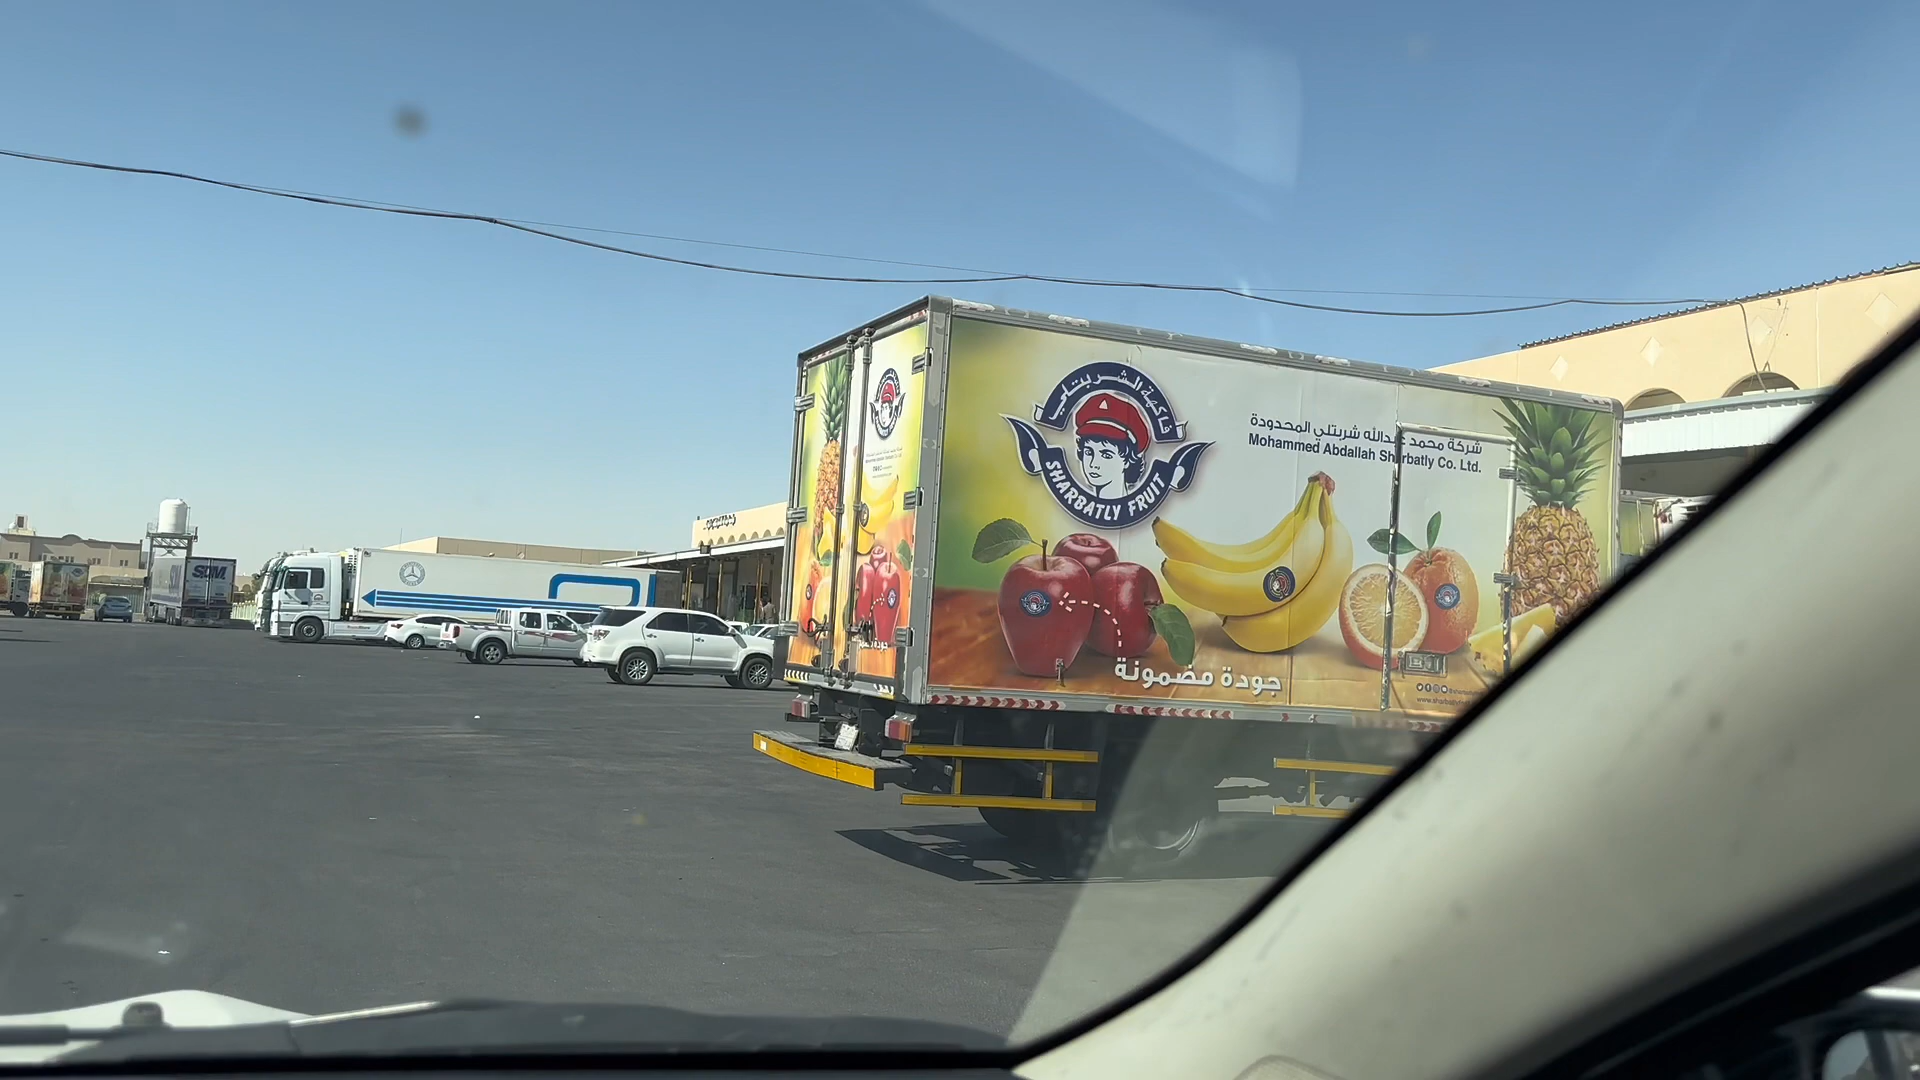 فاكهة الشربتلي
SHARBATLY FRUIT
شركة محمد عبدالله شربتلي المحدودة
Mohammed Abdallah Sharbatly Co. Ltd.
جودة مضمونة
SDM